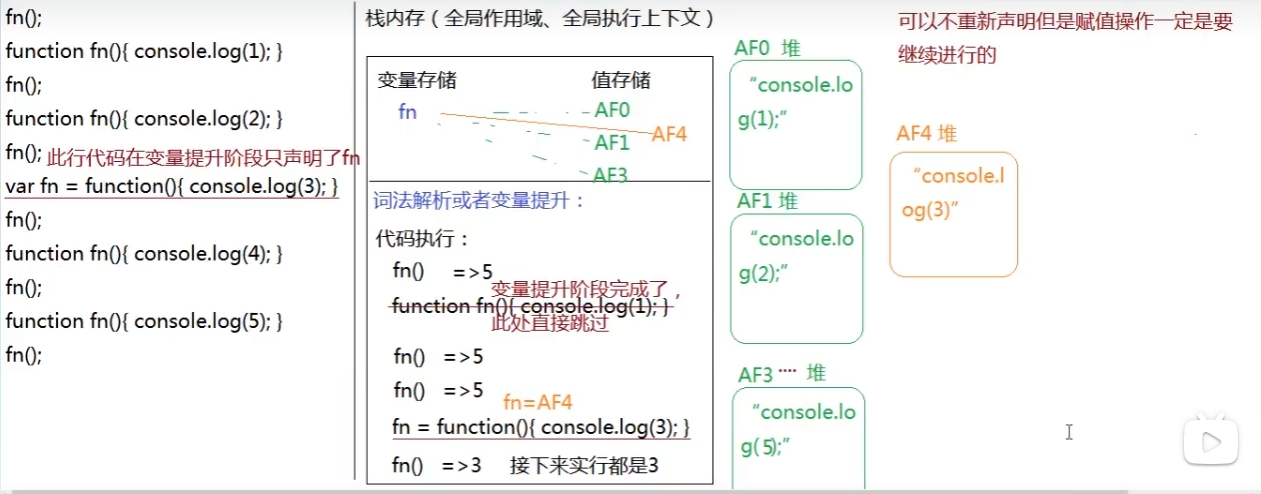 fn();
function fn(){ console.log(1); }
fn();
function fn(){ console.log(2); }
fn();
此行代码在变量提升阶段只声明了fn
var fn = function(){ console.log(3); }
fn();
function fn(){ console.log(4); }
fn();
function fn(){ console.log(5); }
fn();
栈内存（全局作用域、全局执行上下文）
变量存储
值存储
fn
AF0
AF4
AF1
AF3
词法解析或者变量提升：
代码执行：
fn() =>5
变量提升阶段完成了，
function fn(){ console.log(1); }
此处直接跳过
fn() =>5
fn() =>5
fn=AF4
fn = function(){ console.log(3); }
fn() =>3 接下来实行都是3
AF0 堆
“console.lo
g(1);”
AF1 堆
“console.lo
g(2);”
AF3 ···· 堆
“console.lo
g(5);”
可以不重新声明但是赋值操作一定是要
继续进行的
AF4 堆
“console.l
og(3)”